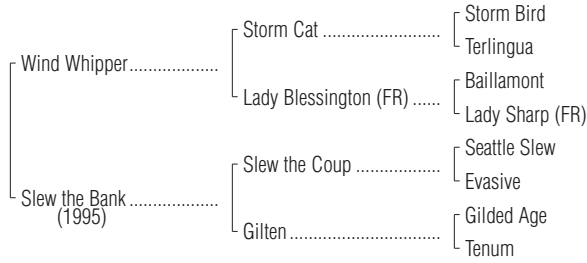 Storm Bird
Storm Cat ........................
Terlingua
Wind Whipper..................
Baillamont
Lady Blessington (FR) ......
Lady Sharp (FR)
Seattle Slew
Slew the Coup .................
Evasive
Slew the Bank ..................
(1995)
Gilded Age
Gilten ..............................
Tenum